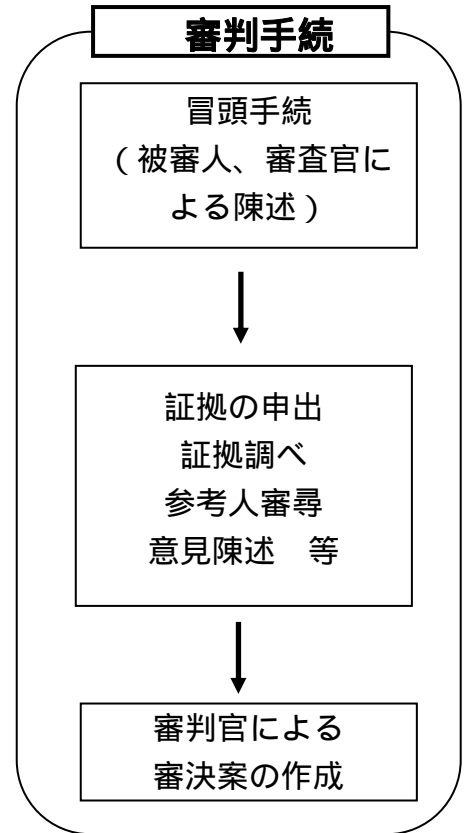 審判手続
冒頭手続
（被審人、審査官に
よる陳述）
証拠の申出
証拠調べ
参考人審尋
意見陳述　等
審判官による
審決案の作成